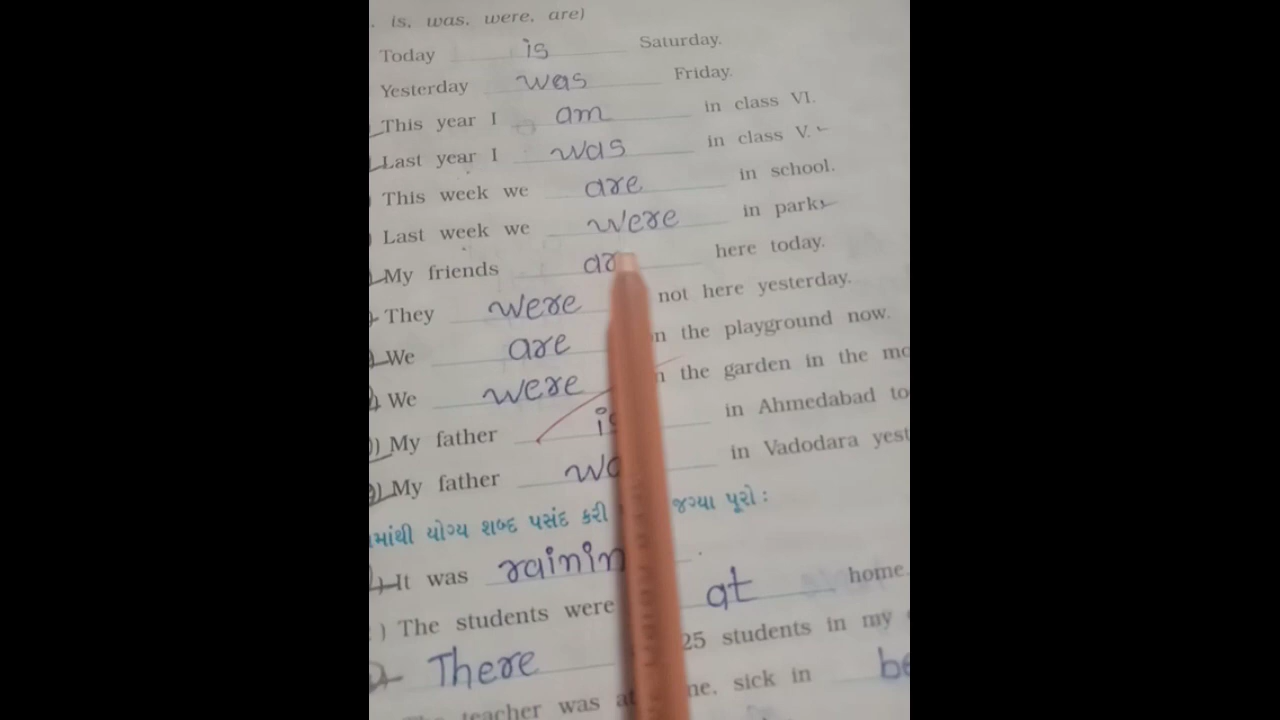 is, was, were, are)
Today is Saturday.
Yesterday was Friday.
This year I am in class VI.
Last year I was in class V.
This week we are in school.
Last week we were in park.
My friends here today.
They were not here yesterday.
We are the playground now.
We were the garden in the
My father is in Ahmedabad
My father in Vadodara
યોગ્ય શબ્દ પસંદ કરી જગ્યા પૂરો :
It was
The students were at home.
There 25 students in my
teacher was sick in